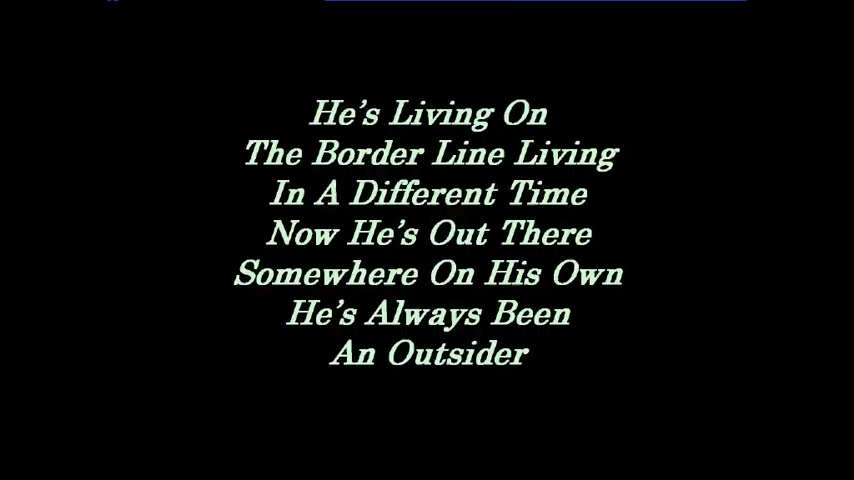 He's Living On
The Border Line Living
In A Different Time
Now He's Out There
Somewhere On His Own
He's Always Been
An Outsider